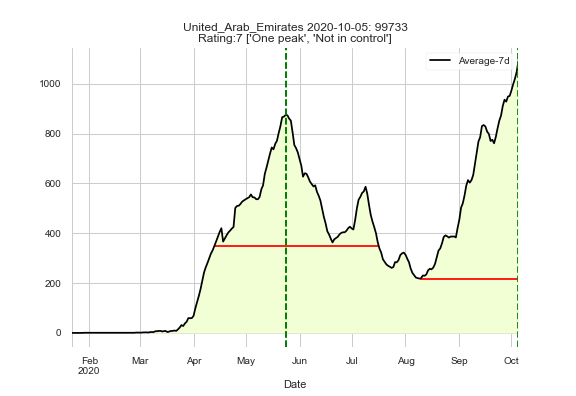 United_Arab_Emirates 2020-10-05: 99733
Rating:7 ['One peak', 'Not in control']
Average-7d
1000
800
600
400
200
0
Feb Mar Apr May Jun Jul Aug Sep Oct
2020
Date